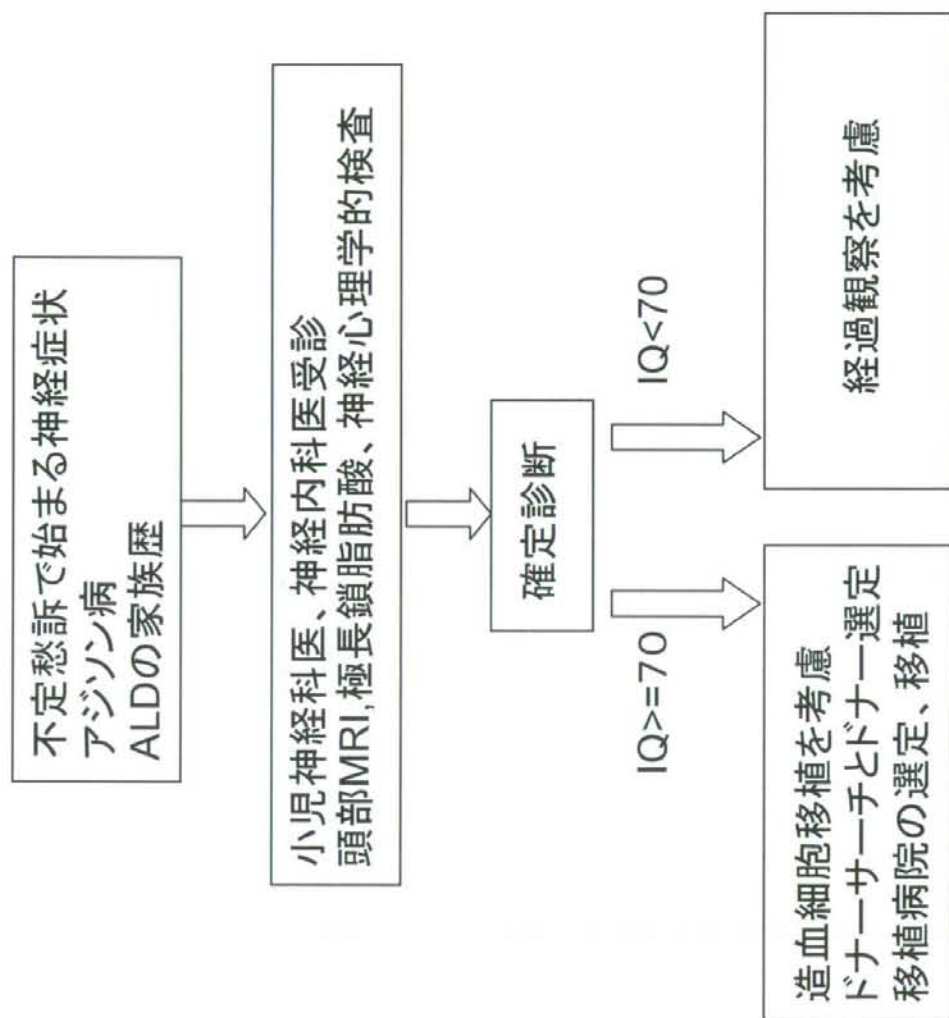 不定愁訴で始まる神経症状
アジソン病
ALDの家族歴
小児神経科医、神経内科医受診
頭部MRI,極長鎖脂肪酸、神経心理学的検査
確定診断
IQ>=70
IQ<70
造血細胞移植を考慮
ドナーサーチとドナー選定
移植病院の選定、移植
経過観察を考慮